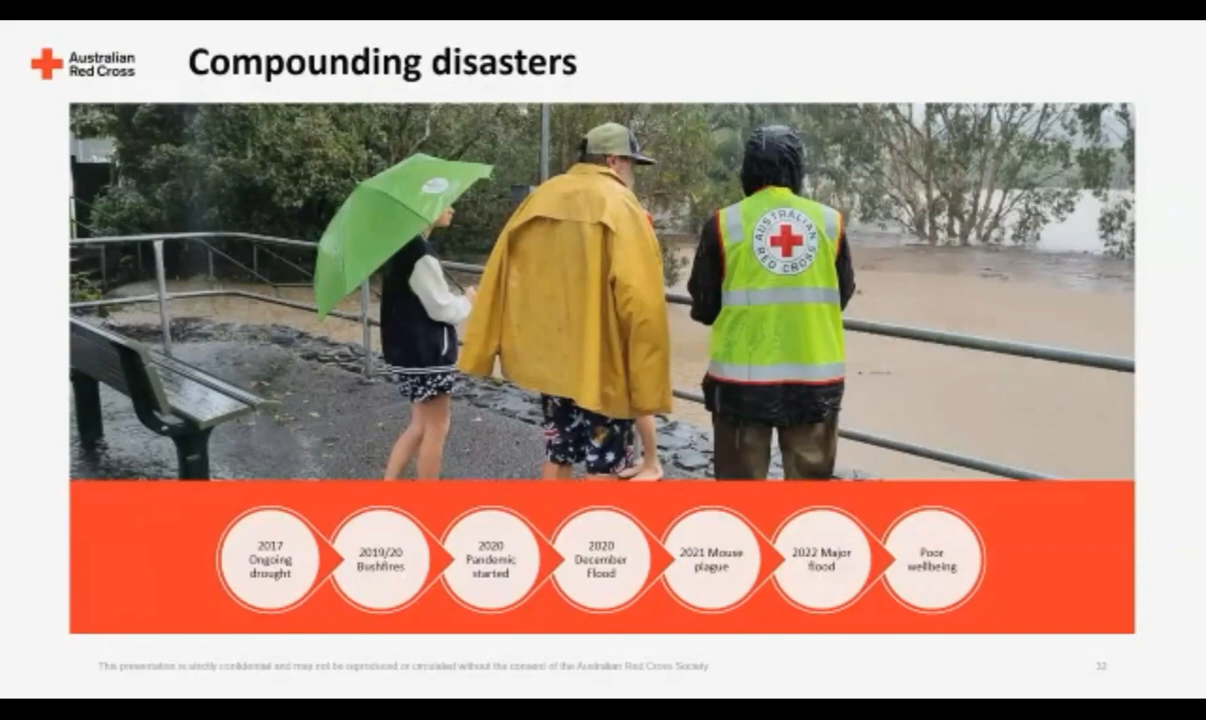 Australian
Red Cross
Compounding disasters
AUSTRALIAN
RED CROSS
2017
Ongoing
drought
2019/20
Bushfires
2020
Pandemic
started
2020
December
Flood
2021 Mouse
plague
2022 Major
flood
Poor
wellbeing
This presentation is strictly confidential and may not be reproduced or circulated without the consent of the Australian Red Cross Society